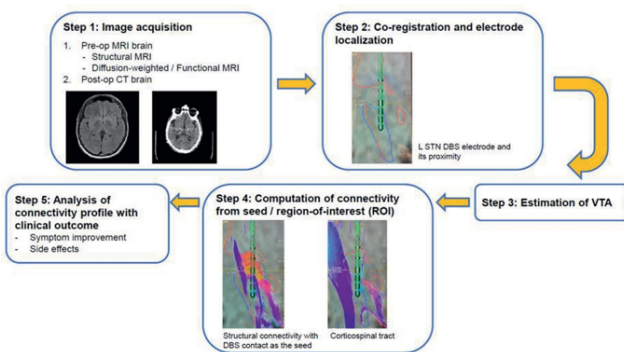 Step 1: Image acquisition
1. Pre-op MRI brain
- Structural MRI
- Diffusion-weighted / Functional MRI
2. Post-op CT brain
Step 2: Co-registration and electrode
localization
L STN DBS electrode and
its proximity
Step 3: Estimation of VTA
Step 4: Computation of connectivity
from seed / region-of-interest (ROI)
Structural connectivity with
DBS contact as the seed
Corticospinal tract
Step 5: Analysis of
connectivity profile with
clinical outcome
- Symptom improvement
- Side effects